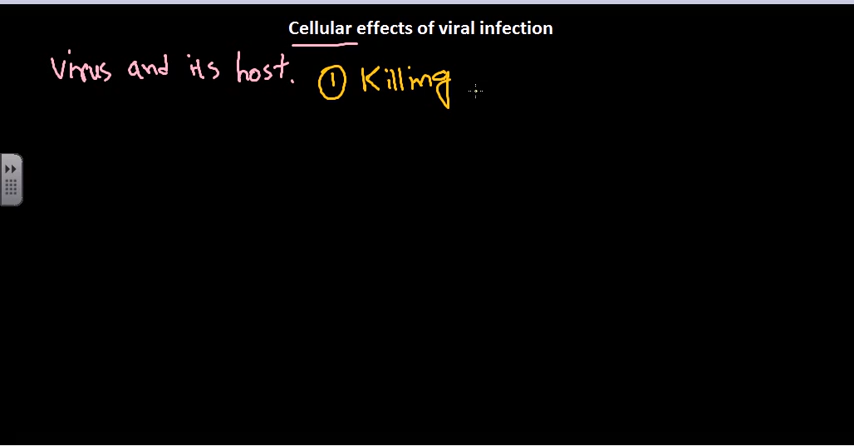 Cellular effects of viral infection
Virus and its host. ① Killing